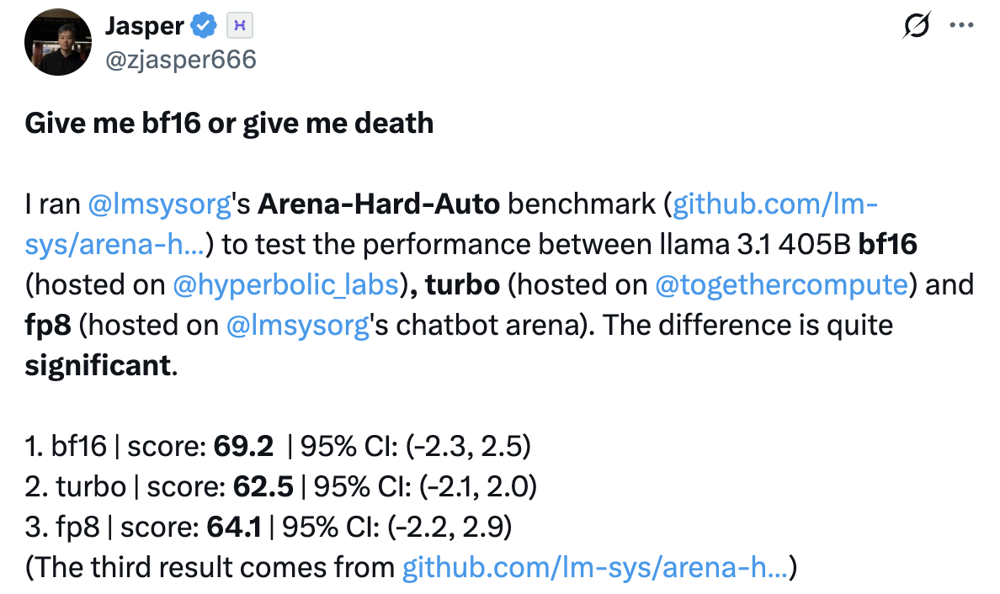 Jasper
@zjasper666
Give me bf16 or give me death
I ran @lmsysorg's Arena-Hard-Auto benchmark (github.com/lm-
sys/arena-h...) to test the performance between llama 3.1 405B bf16
(hosted on @hyperbolic_labs), turbo (hosted on @togethercompute) and
fp8 (hosted on @lmsysorg's chatbot arena). The difference is quite
significant.
1. bf16 | score: 69.2 | 95% CI: (-2.3, 2.5)
2. turbo | score: 62.5 | 95% CI: (-2.1, 2.0)
3. fp8 | score: 64.1 | 95% CI: (-2.2, 2.9)
(The third result comes from github.com/lm-sys/arena-h...)